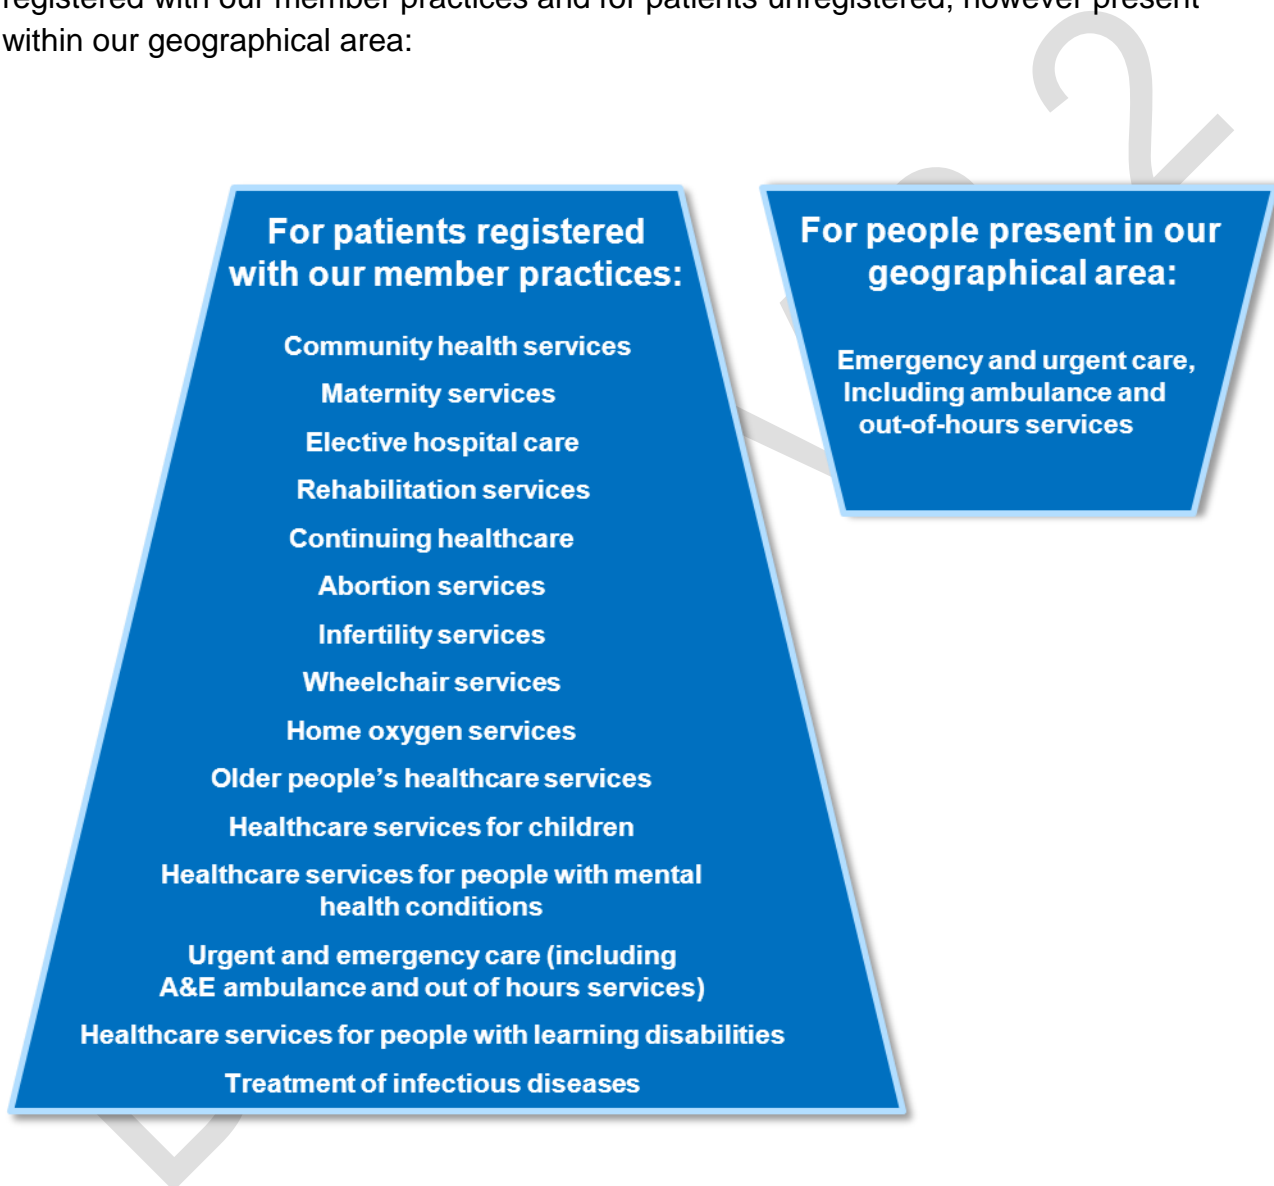 registered with our member practices and for patients unregistered, however present
within our geographical area:
For patients registered
with our member practices:
Community health services
Maternity services
Elective hospital care
Rehabilitation services
Continuing healthcare
Abortion services
Infertility services
Wheelchair services
Home oxygen services
Older people’s healthcare services
Healthcare services for children
Healthcare services for people with mental
health conditions
Urgent and emergency care (including
A&E ambulance and out of hours services)
Healthcare services for people with learning disabilities
Treatment of infectious diseases
For people present in our
geographical area:
Emergency and urgent care,
Including ambulance and
out-of-hours services